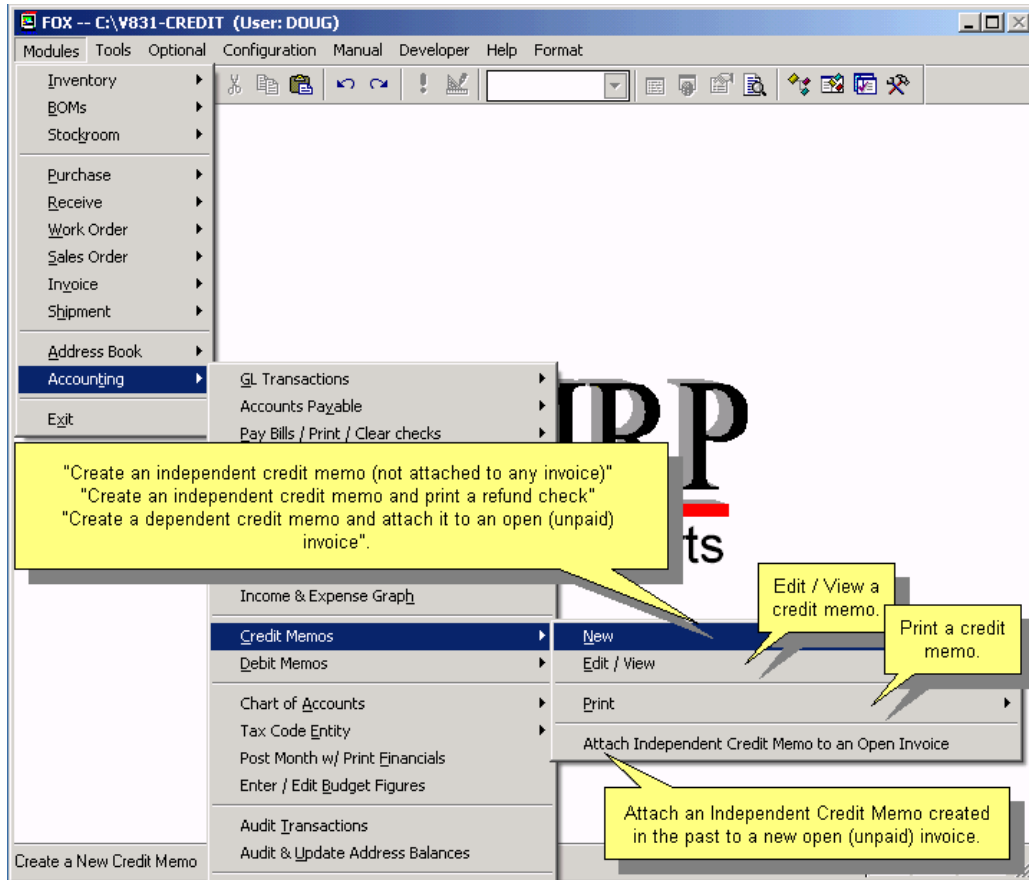 FOX -- C:\V831-CREDIT (User: DOUG)
Modules Tools Optional Configuration Manual Developer Help Format
Inventory
BOMs
Stockroom
Purchase
Receive
Work Order
Sales Order
Invoice
Shipment
Address Book
Accounting
Exit
GL Transactions
Accounts Payable
Pay Bills / Print / Clear checks
RP
ts
"Create an independent credit memo (not attached to any invoice)"
"Create an independent credit memo and print a refund check"
"Create a dependent credit memo and attach it to an open (unpaid)
invoice".
Income & Expense Graph
Credit Memos
Debit Memos
Chart of Accounts
Tax Code Entity
Post Month w/ Print Financials
Enter / Edit Budget Figures
Audit Transactions
Audit & Update Address Balances
New
Edit / View
Print
Attach Independent Credit Memo to an Open Invoice
Edit / View a
credit memo.
Print a credit
memo.
Attach an Independent Credit Memo created
in the past to a new open (unpaid) invoice.
Create a New Credit Memo